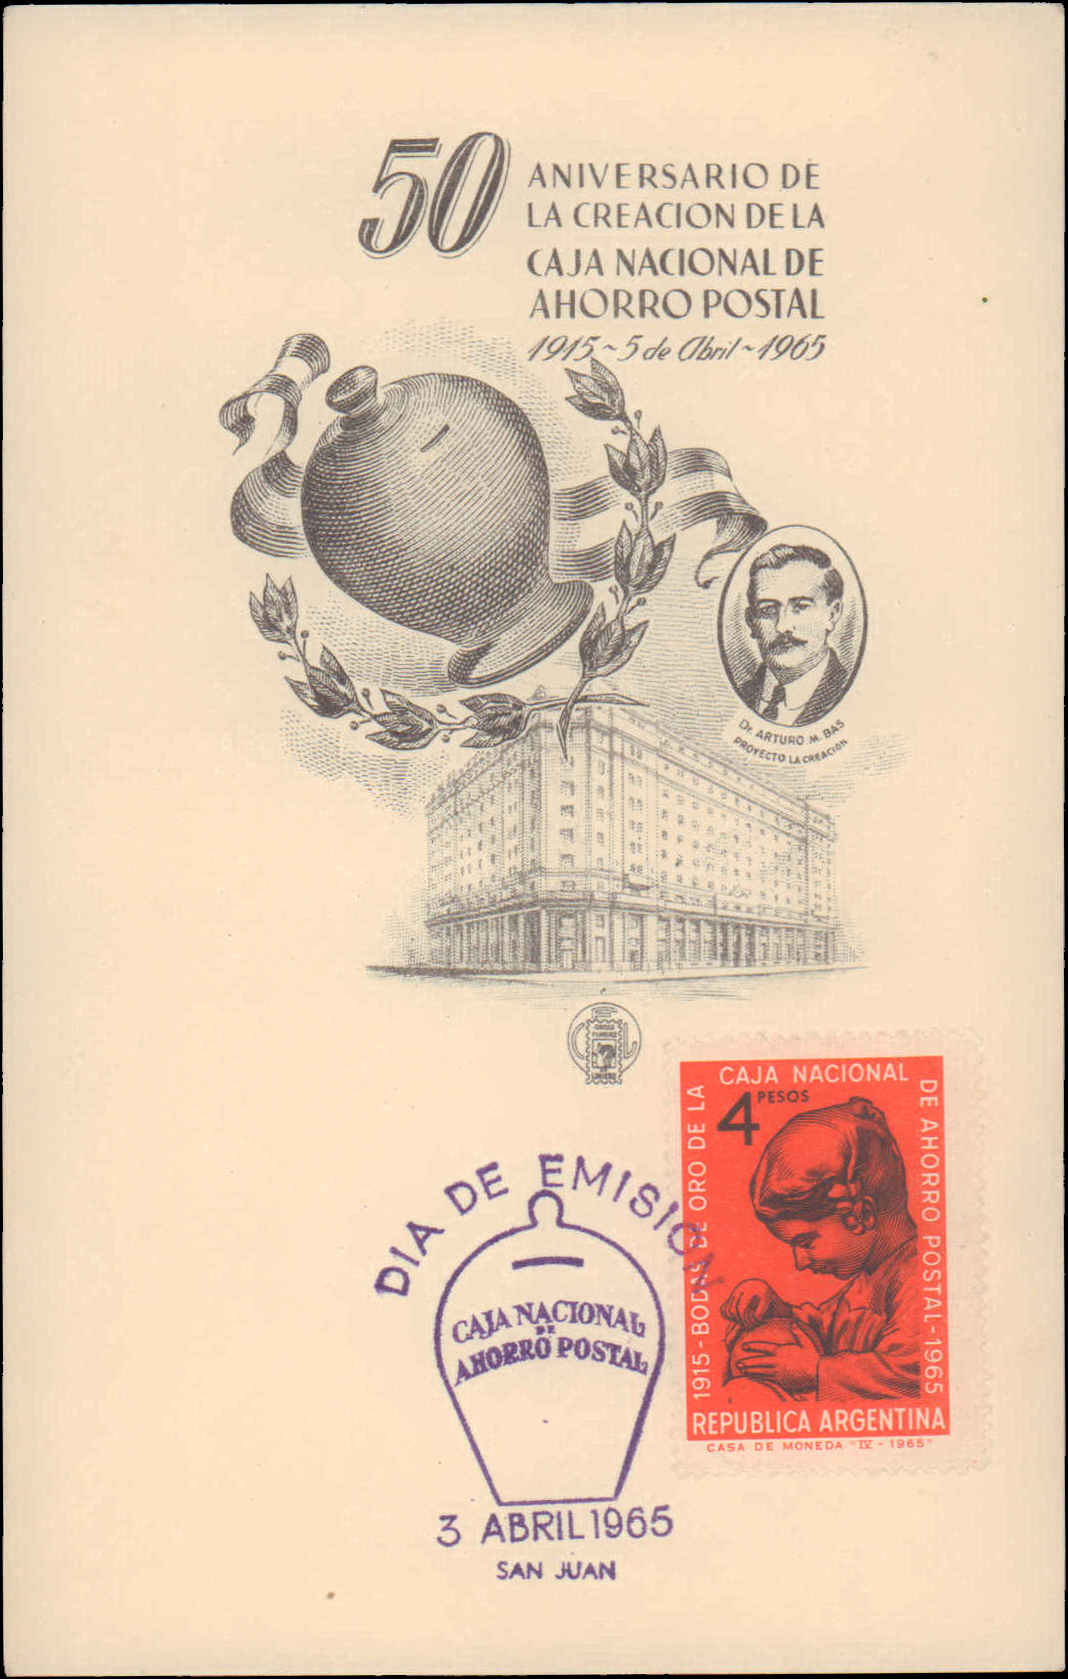 50
ANIVERSARIO DE
LA CREACION DE LA
CAJA NACIONAL DE
AHORRO POSTAL
1915 ~ 5 de Abril ~ 1965
Dr. ARTURO M. BAS
PROYECTO LA CREACION
CAJA NACIONAL
DE AHORRO POSTAL-1965
4 PESOS
1915-BODAS DE ORO DE LA
REPUBLICA ARGENTINA
CASA DE MONEDA "IV - 1965"
DIA DE EMISION
CAJA NACIONAL
DE
AHORRO POSTAL
3 ABRIL 1965
SAN JUAN